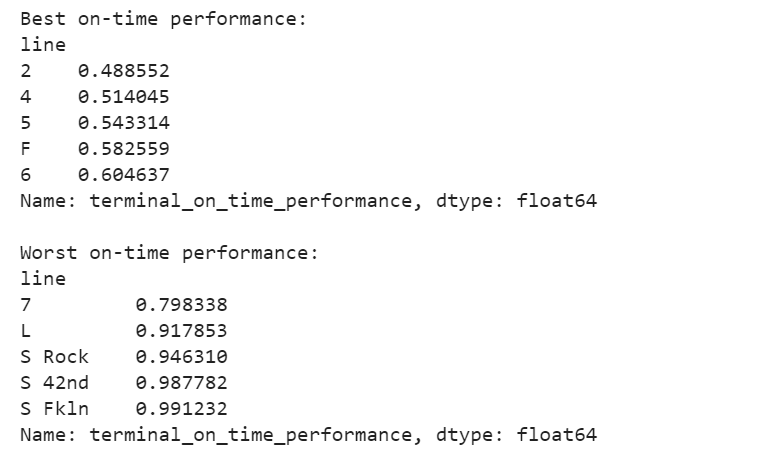 Best on-time performance:
line
2    0.488552
4    0.514045
5    0.543314
F    0.582559
6    0.604637
Name: terminal_on_time_performance, dtype: float64

Worst on-time performance:
line
7         0.798338
L         0.917853
S Rock    0.946310
S 42nd    0.987782
S Fkln    0.991232
Name: terminal_on_time_performance, dtype: float64